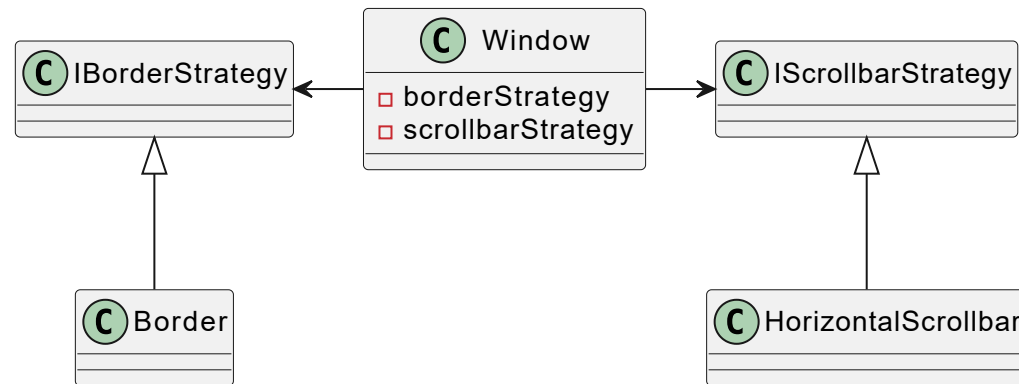 C IBorderStrategy
C Window
borderStrategy
scrollbarStrategy
C IScrollbarStrategy
C Border
C HorizontalScrollbar